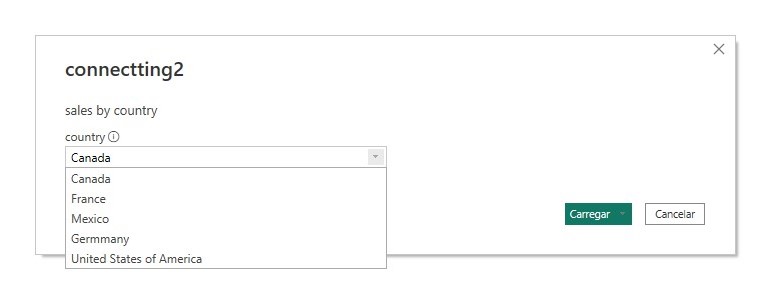 connectting2
sales by country
country
Canada
Canada
France
Mexico
Germmany
United States of America
Carregar
Cancelar